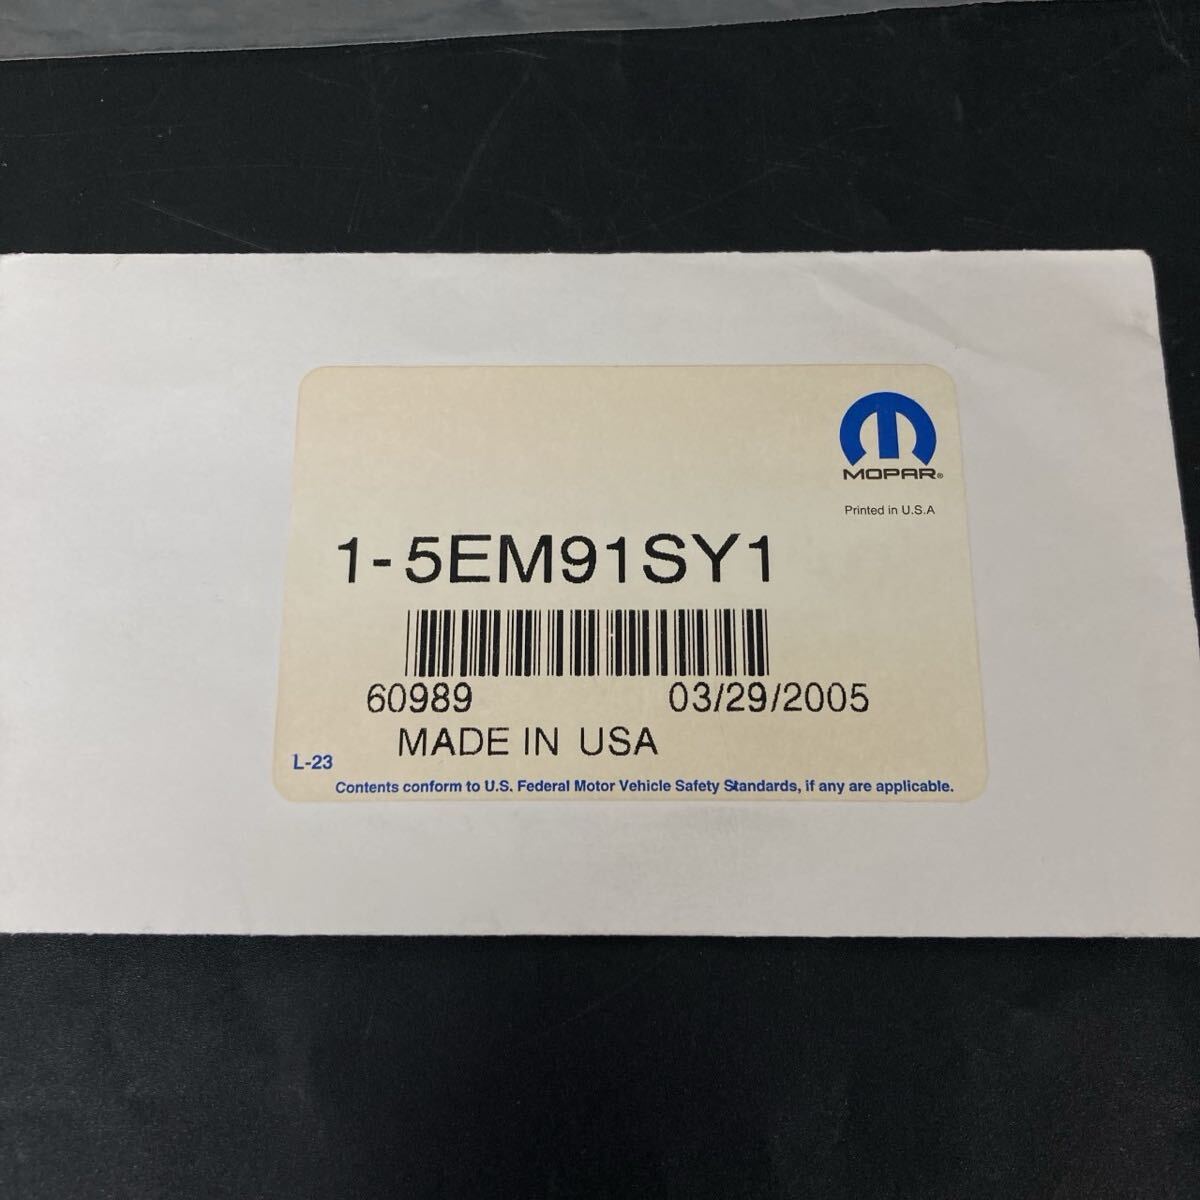 MOPAR®
Printed in U.S.A
1-5EM91SY1
60989 03/29/2005
MADE IN USA
L-23
Contents conform to U.S. Federal Motor Vehicle Safety Standards, if any are applicable.